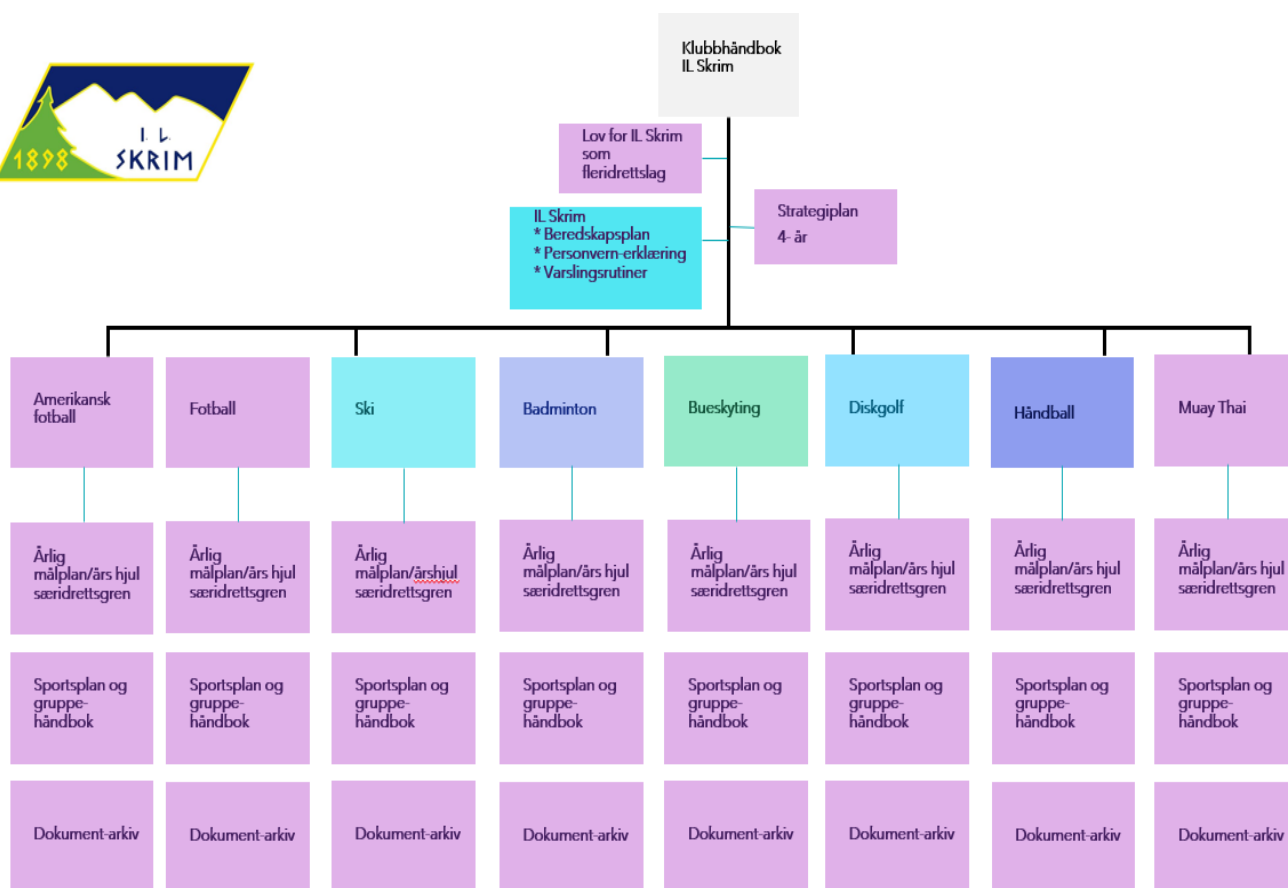 Klubbhåndbok
IL Skrim
I. L.
SKRIM
1898
Lov for IL Skrim
som
fleridrettslag
Strategiplan
4- år
IL Skrim
* Beredskapsplan
* Personvern-erklæring
* Varslingsrutiner
Amerikansk
fotball
Fotball
Ski
Badminton
Bueskyting
Diskgolf
Håndball
Muay Thai
Årlig
målplan/års hjul
særidrettsgren
Årlig
målplan/års hjul
særidrettsgren
Årlig
målplan/årshjul
særidrettsgren
Årlig
målplan/års hjul
særidrettsgren
Årlig
målplan/års hjul
særidrettsgren
Årlig
målplan/års hjul
særidrettsgren
Årlig
målplan/års hjul
særidrettsgren
Årlig
målplan/års hjul
særidrettsgren
Sportsplan og
gruppe-
håndbok
Sportsplan og
gruppe-
håndbok
Sportsplan og
gruppe-
håndbok
Sportsplan og
gruppe-
håndbok
Sportsplan og
gruppe-
håndbok
Sportsplan og
gruppe-
håndbok
Sportsplan og
gruppe-
håndbok
Sportsplan og
gruppe-
håndbok
Dokument-arkiv
Dokument-arkiv
Dokument-arkiv
Dokument-arkiv
Dokument-arkiv
Dokument-arkiv
Dokument-arkiv
Dokument-arkiv